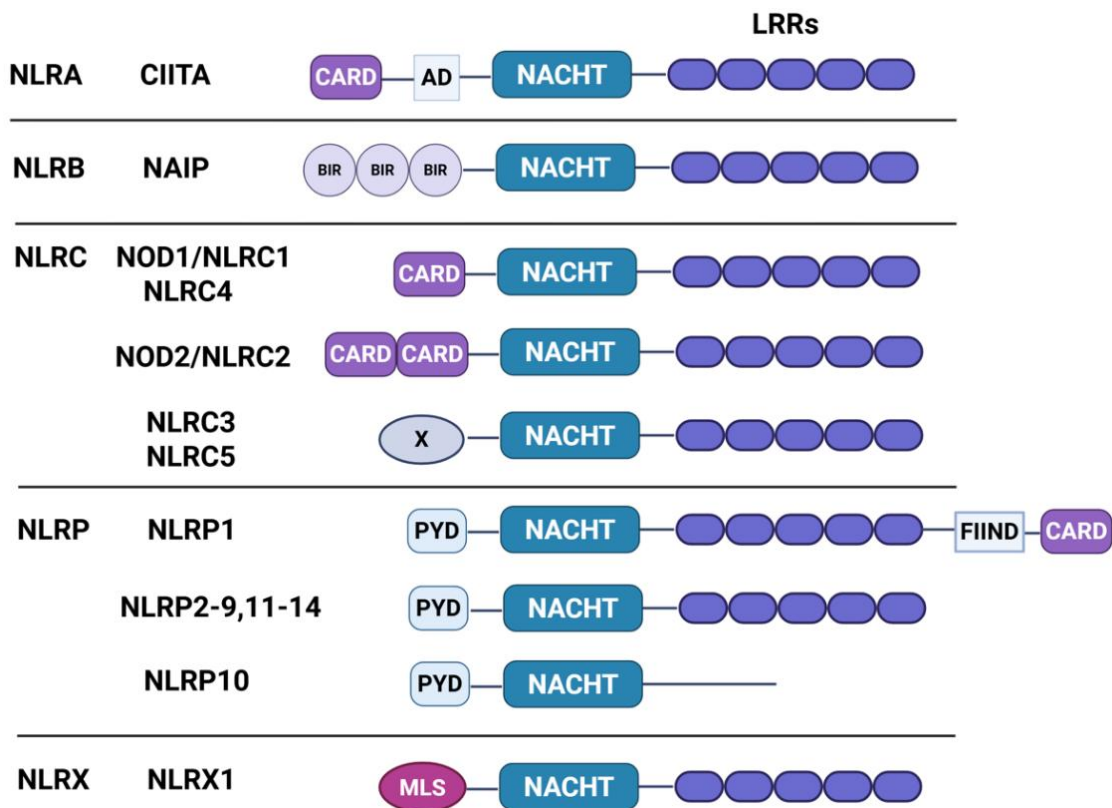 LRRs
NLRA CIITA CARD AD NACHT
NLRB NAIP BIR BIR BIR NACHT
NLRC NOD1/NLRC1
NLRC4 CARD NACHT
NOD2/NLRC2 CARD CARD NACHT
NLRC3
NLRC5 X NACHT
NLRP NLRP1 PYD NACHT FIIND CARD
NLRP2-9,11-14 PYD NACHT
NLRP10 PYD NACHT
NLRX NLRX1 MLS NACHT